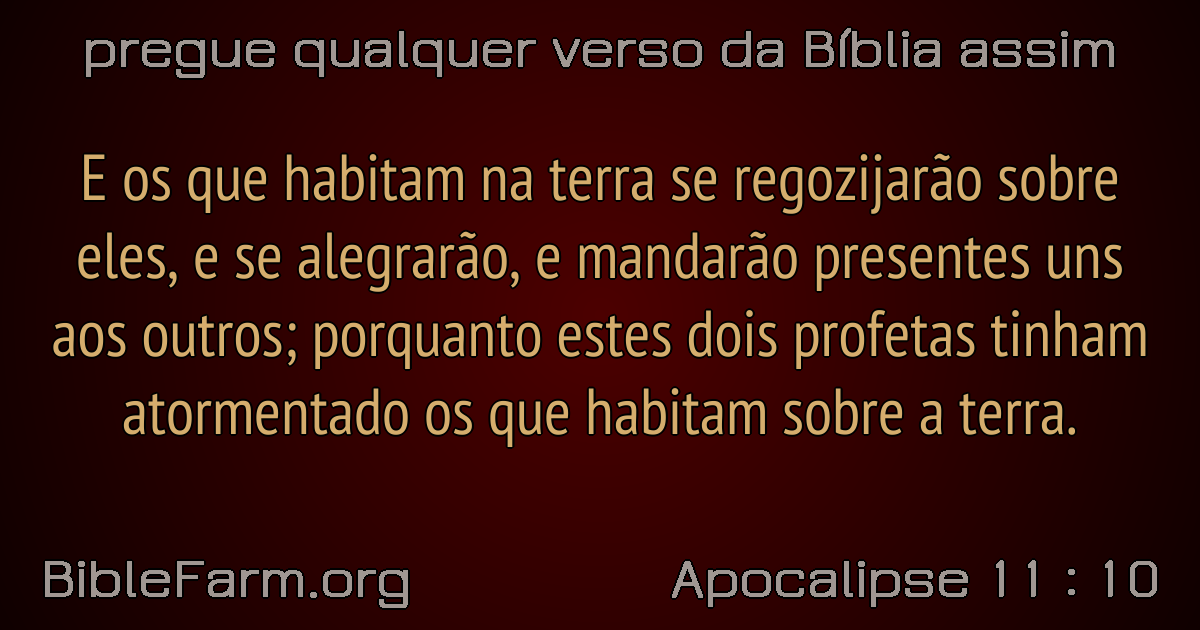 pregue qualquer verso da Bíblia assim
E os que habitam na terra se regozijarão sobre
eles, e se alegrarão, e mandarão presentes uns
aos outros; porquanto estes dois profetas tinham
atormentado os que habitam sobre a terra.
BibleFarm.org
Apocalipse 11 : 10